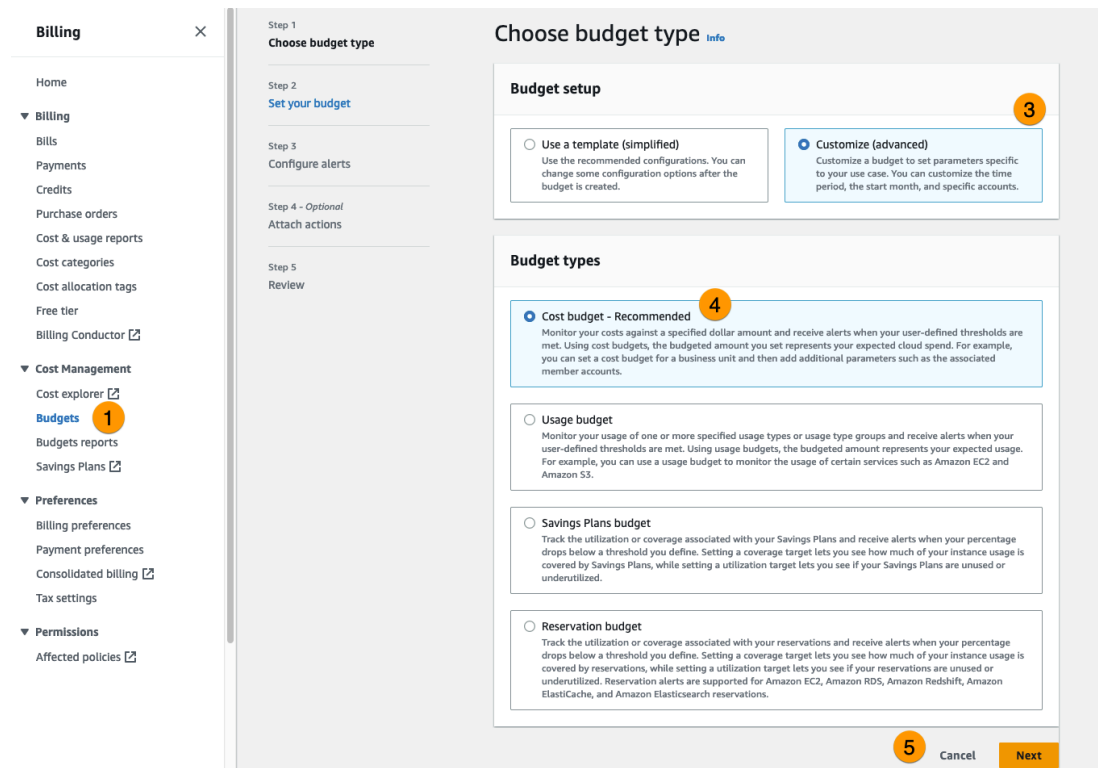 Billing
Home
Billing
Bills
Payments
Credits
Purchase orders
Cost & usage reports
Cost categories
Cost allocation tags
Free tier
Billing Conductor
Cost Management
Cost explorer
Budgets
1
Budgets reports
Savings Plans
Preferences
Billing preferences
Payment preferences
Consolidated billing
Tax settings
Permissions
Affected policies
Step 1
Choose budget type
Step 2
Set your budget
Step 3
Configure alerts
Step 4 - Optional
Attach actions
Step 5
Review
Choose budget type Info
Budget setup
3
Use a template (simplified)
Use the recommended configurations. You can
change some configuration options after the
budget is created.
Customize (advanced)
Customize a budget to set parameters specific
to your use case. You can customize the time
period, the start month, and specific accounts.
Budget types
4
Cost budget - Recommended
Monitor your costs against a specified dollar amount and receive alerts when your user-defined thresholds are
met. Using cost budgets, the budgeted amount you set represents your expected cloud spend. For example,
you can set a cost budget for a business unit and then add additional parameters such as the associated
member accounts.
Usage budget
Monitor your usage of one or more specified usage types or usage type groups and receive alerts when your
user-defined thresholds are met. Using usage budgets, the budgeted amount represents your expected usage.
For example, you can use a usage budget to monitor the usage of certain services such as Amazon EC2 and
Amazon S3.
Savings Plans budget
Track the utilization or coverage associated with your Savings Plans and receive alerts when your percentage
drops below a threshold you define. Setting a coverage target lets you see how much of your instance usage is
covered by Savings Plans, while setting a utilization target lets you see if your Savings Plans are unused or
underutilized.
Reservation budget
Track the utilization or coverage associated with your reservations and receive alerts when your percentage
drops below a threshold you define. Setting a coverage target lets you see how much of your instance usage is
covered by reservations, while setting a utilization target lets you see if your reservations are unused or
underutilized. Reservation alerts are supported for Amazon EC2, Amazon RDS, Amazon Redshift, Amazon
ElastiCache, and Amazon Elasticsearch reservations.
5
Cancel
Next